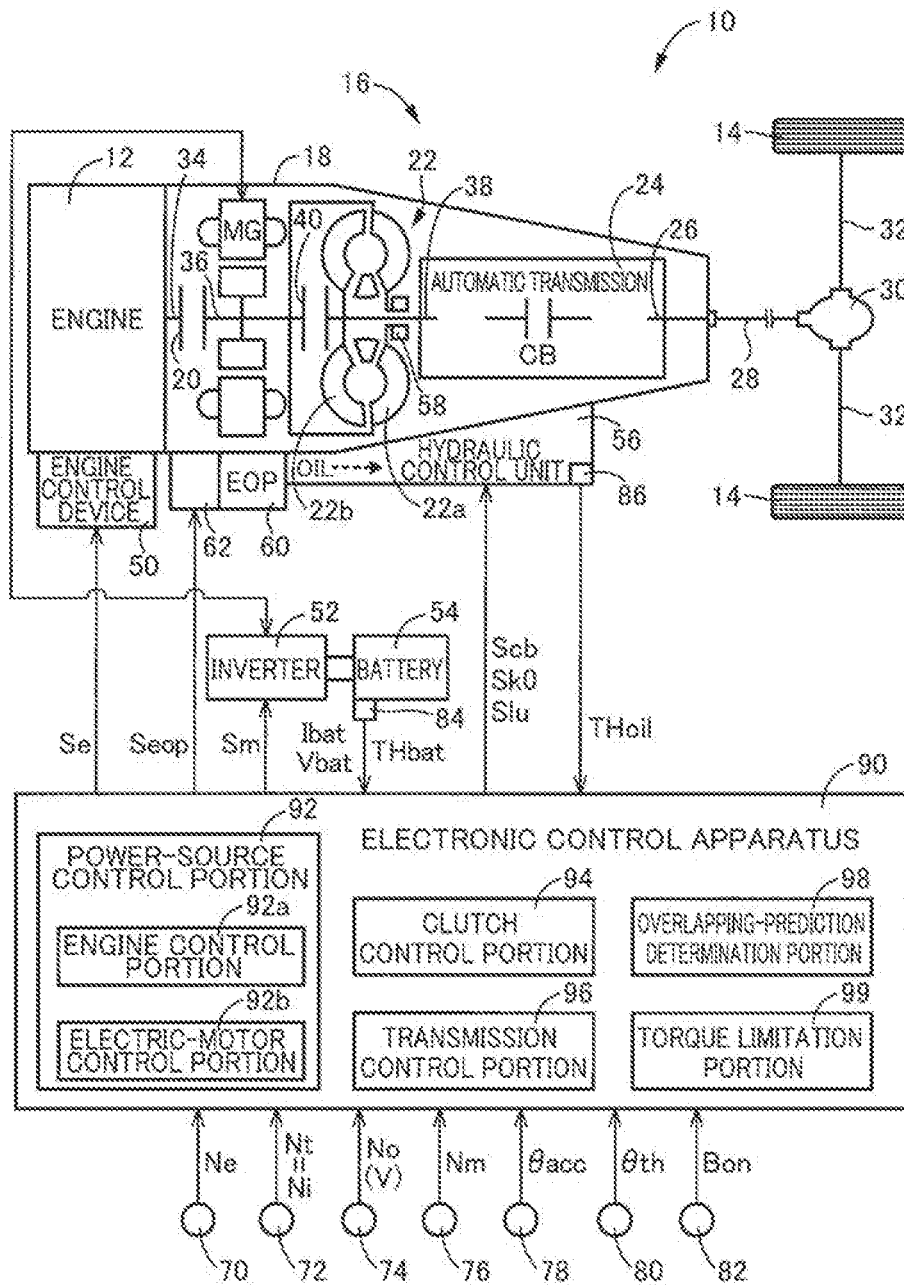 10
16
14
12
34
18
22
24
MG
40
38
26
32
36
30
ENGINE
AUTOMATIC TRANSMISSION
CB
20
58
28
56
32
ENGINE
CONTROL
DEVICE
EOP
OIL
HYDRAULIC
CONTROL UNIT
86
14
50
62
60
22b
22a
52
54
INVERTER
BATTERY
84
Scb
Sk0
Slu
Se
Seop
Sm
Ibat
Vbat
THbat
THoil
90
92
POWER-SOURCE
CONTROL PORTION
ELECTRONIC CONTROL APPARATUS
92a
94
98
ENGINE CONTROL
PORTION
CLUTCH
CONTROL PORTION
OVERLAPPING-PREDICTION
DETERMINATION PORTION
92b
96
99
ELECTRIC-MOTOR
CONTROL PORTION
TRANSMISSION
CONTROL PORTION
TORQUE LIMITATION
PORTION
Ne
Nt
=
Ni
No
(V)
Nm
θacc
θth
Bon
70
72
74
76
78
80
82